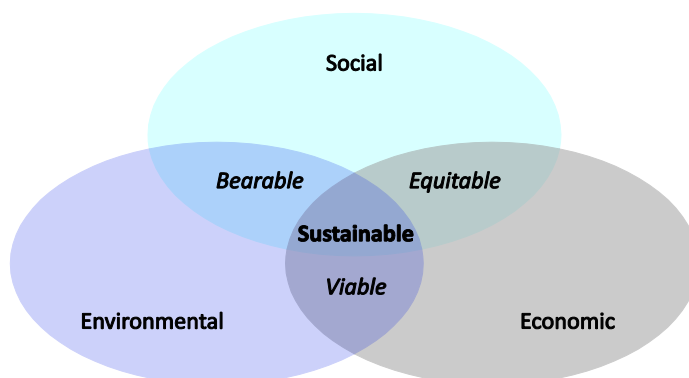 Social
Bearable
Equitable
Sustainable
Viable
Environmental
Economic